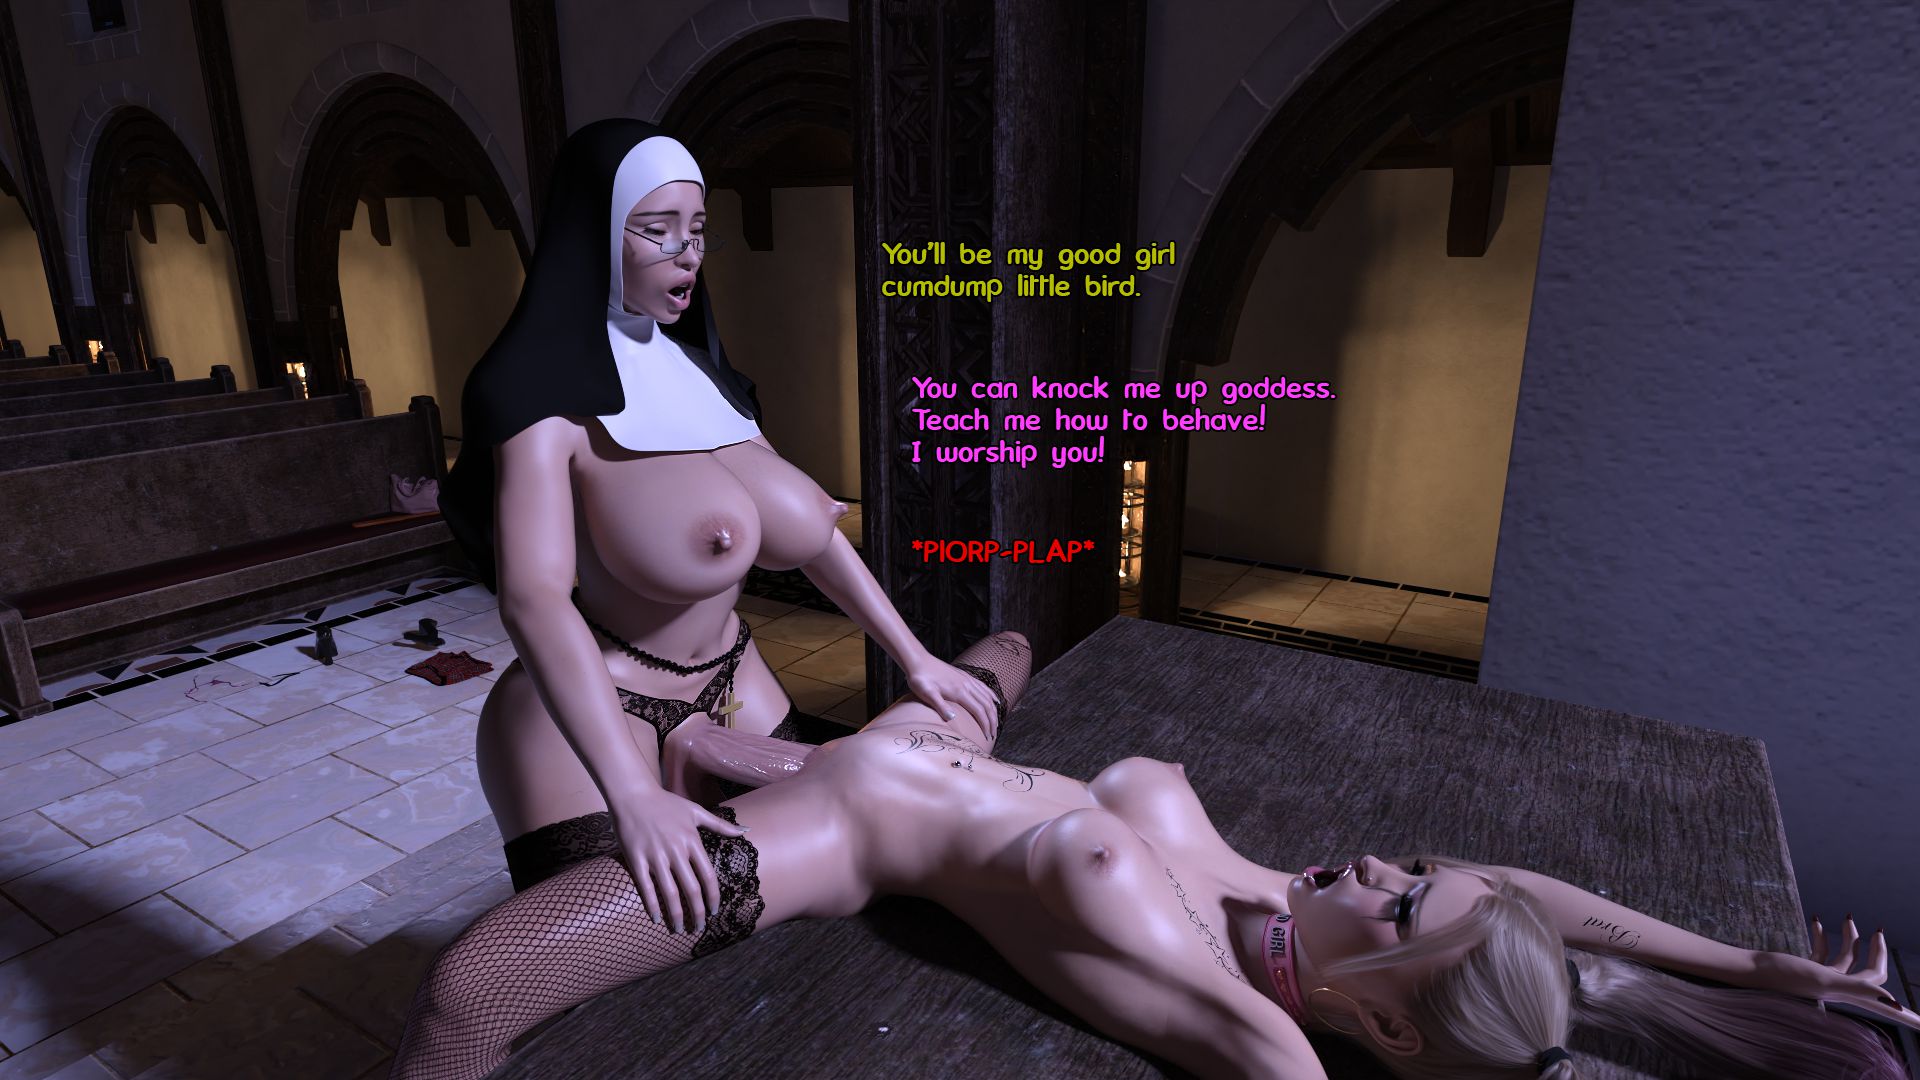 You'll be my good girl
cumdump little bird.
You can knock me up goddess.
Teach me how to behave!
I worship you!
*PIORP-PLAP*
GIRL
Brat